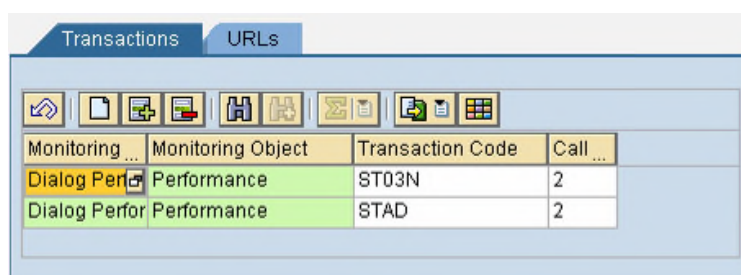 Transactions URLs
Monitoring ... Monitoring Object Transaction Code Call ...
Dialog Perf Performance ST03N 2
Dialog Perfor Performance STAD 2